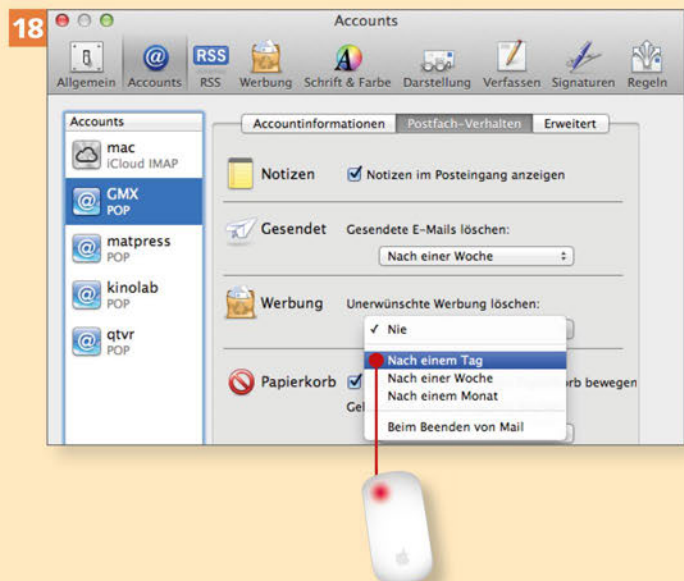 18
Accounts
Allgemein Accounts RSS Werbung Schrift & Farbe Darstellung Verfassen Signaturen Regeln
RSS
Accounts
mac
iCloud IMAP
GMX
POP
matpress
POP
kinolab
POP
qtvr
POP
Accountinformationen Postfach-Verhalten Erweitert
Notizen Notizen im Posteingang anzeigen
Gesendet Gesendete E-Mails löschen:
Nach einer Woche
Werbung Unerwünschte Werbung löschen:
✓ Nie
Nach einem Tag
Nach einer Woche
Nach einem Monat
Beim Beenden von Mail
Papierkorb
bewegen